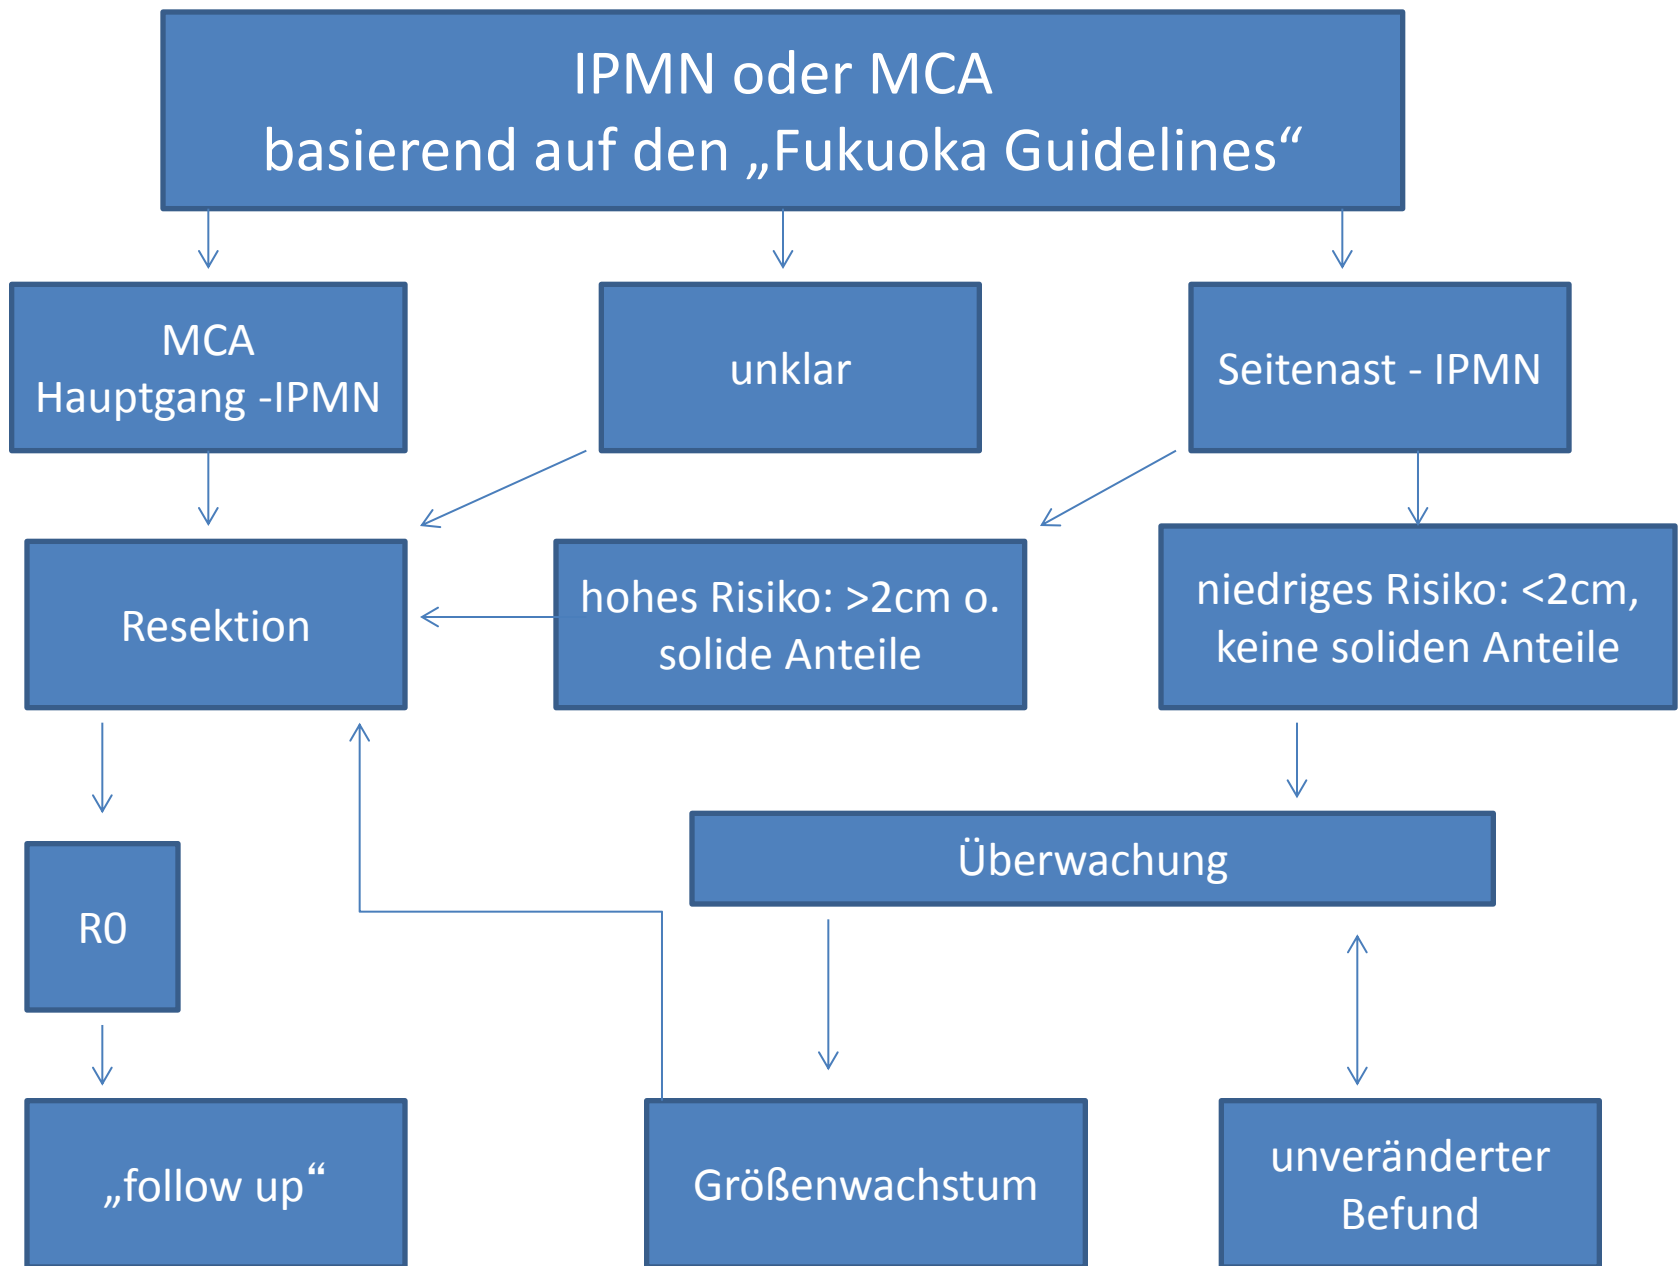 IPMN oder MCA
basierend auf den „Fukuoka Guidelines“
MCA
Hauptgang -IPMN
unklar
Seitenast - IPMN
Resektion
hohes Risiko: >2cm o.
solide Anteile
niedriges Risiko: <2cm,
keine soliden Anteile
Überwachung
R0
„follow up“
Größenwachstum
unveränderter
Befund